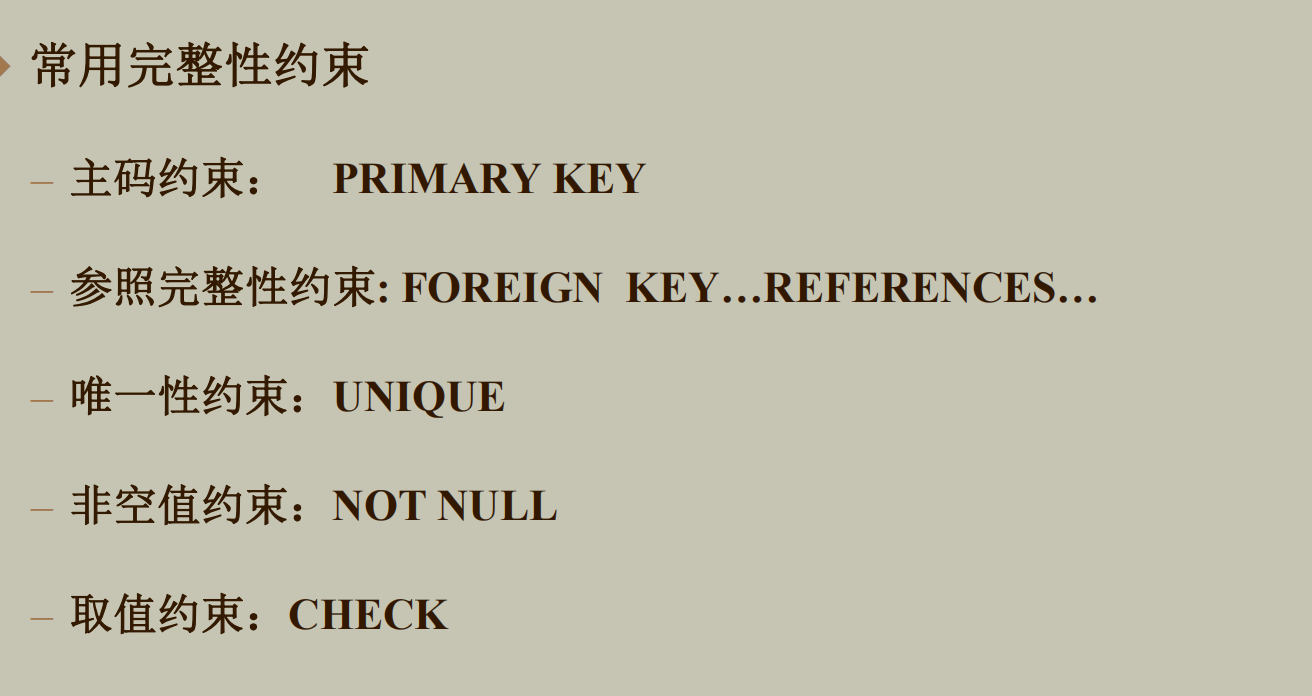 常用完整性约束
– 主码约束： PRIMARY KEY
– 参照完整性约束: FOREIGN KEY…REFERENCES…
– 唯一性约束：UNIQUE
– 非空值约束：NOT NULL
– 取值约束：CHECK